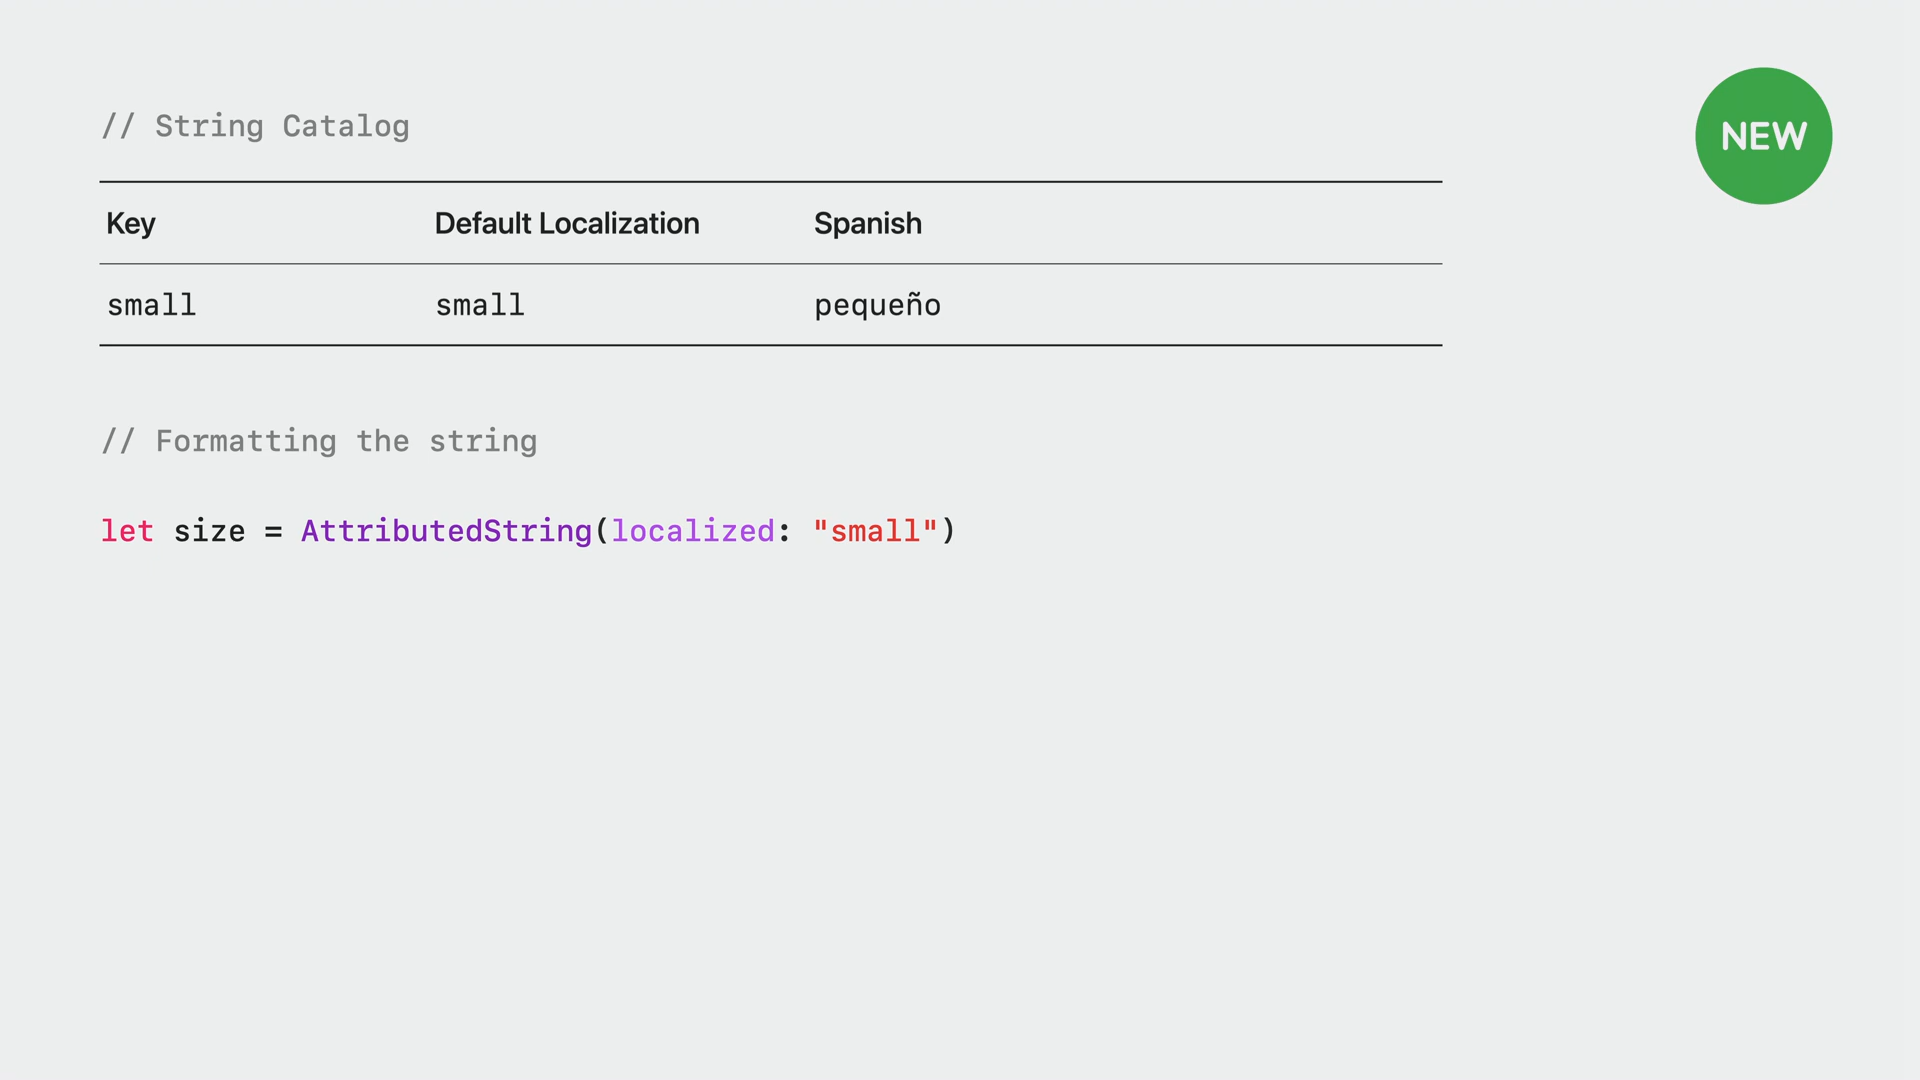 // String Catalog
NEW
Key Default Localization Spanish
small small pequeño
// Formatting the string
let size = AttributedString(localized: "small")